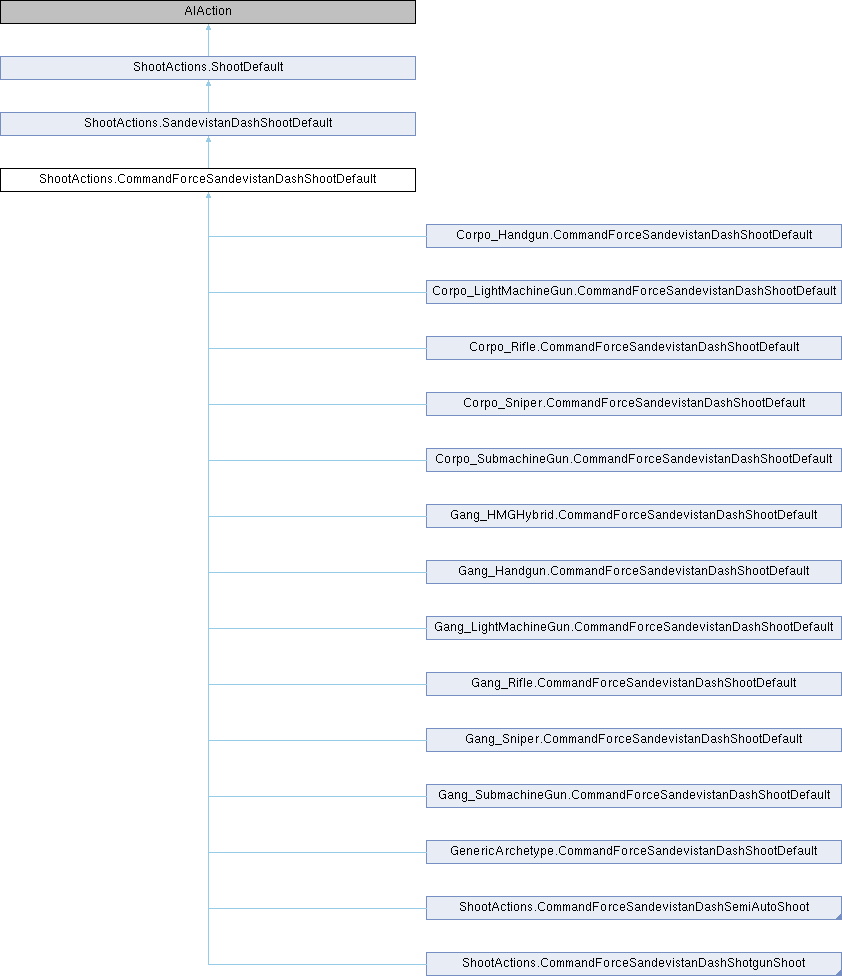 AIAction
ShootActions.ShootDefault
ShootActions.SandevistanDashShootDefault
ShootActions.CommandForceSandevistanDashShootDefault
Corpo_Handgun.CommandForceSandevistanDashShootDefault
Corpo_LightMachineGun.CommandForceSandevistanDashShootDefault
Corpo_Rifle.CommandForceSandevistanDashShootDefault
Corpo_Sniper.CommandForceSandevistanDashShootDefault
Corpo_SubmachineGun.CommandForceSandevistanDashShootDefault
Gang_HMGHybrid.CommandForceSandevistanDashShootDefault
Gang_Handgun.CommandForceSandevistanDashShootDefault
Gang_LightMachineGun.CommandForceSandevistanDashShootDefault
Gang_Rifle.CommandForceSandevistanDashShootDefault
Gang_Sniper.CommandForceSandevistanDashShootDefault
Gang_SubmachineGun.CommandForceSandevistanDashShootDefault
GenericArchetype.CommandForceSandevistanDashShootDefault
ShootActions.CommandForceSandevistanDashSemiAutoShoot
ShootActions.CommandForceSandevistanDashShotgunShoot